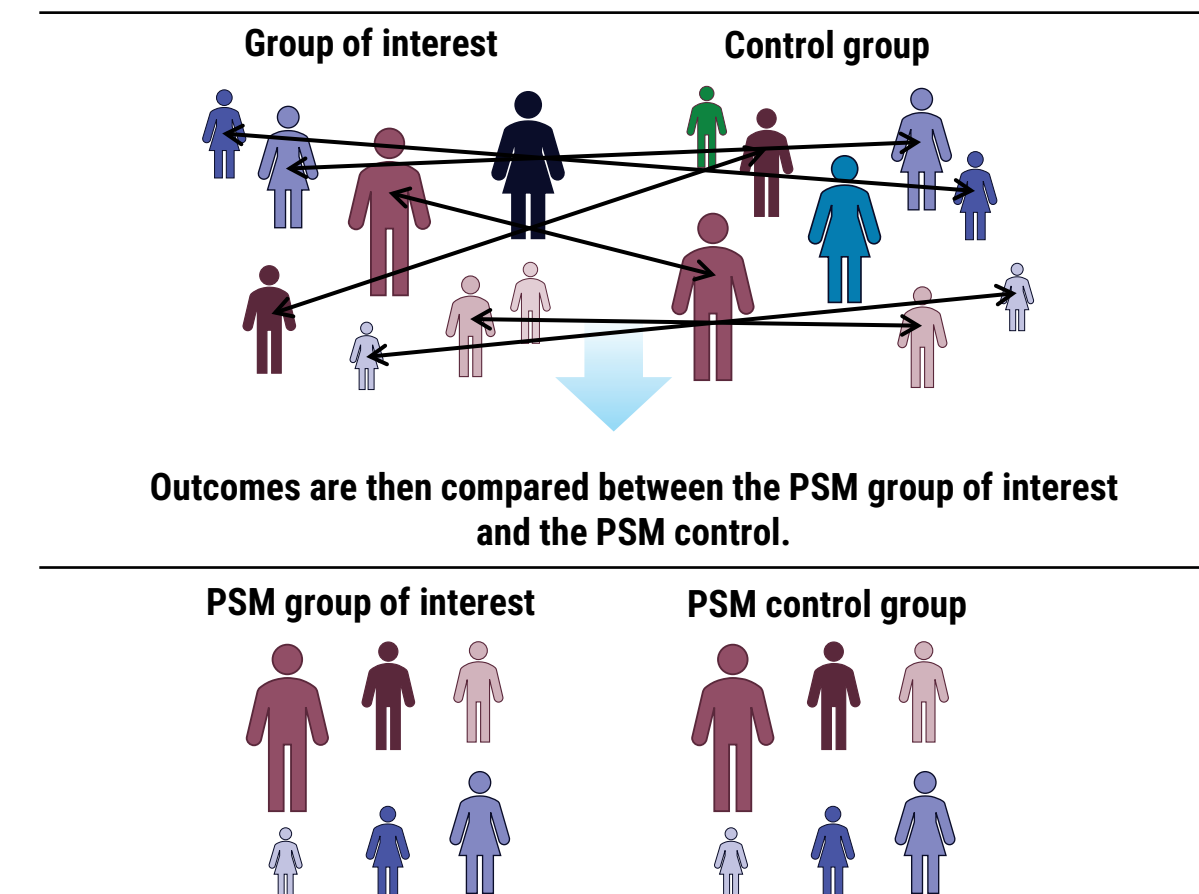 Group of interest
Control group
Outcomes are then compared between the PSM group of interest
and the PSM control.
PSM group of interest
PSM control group